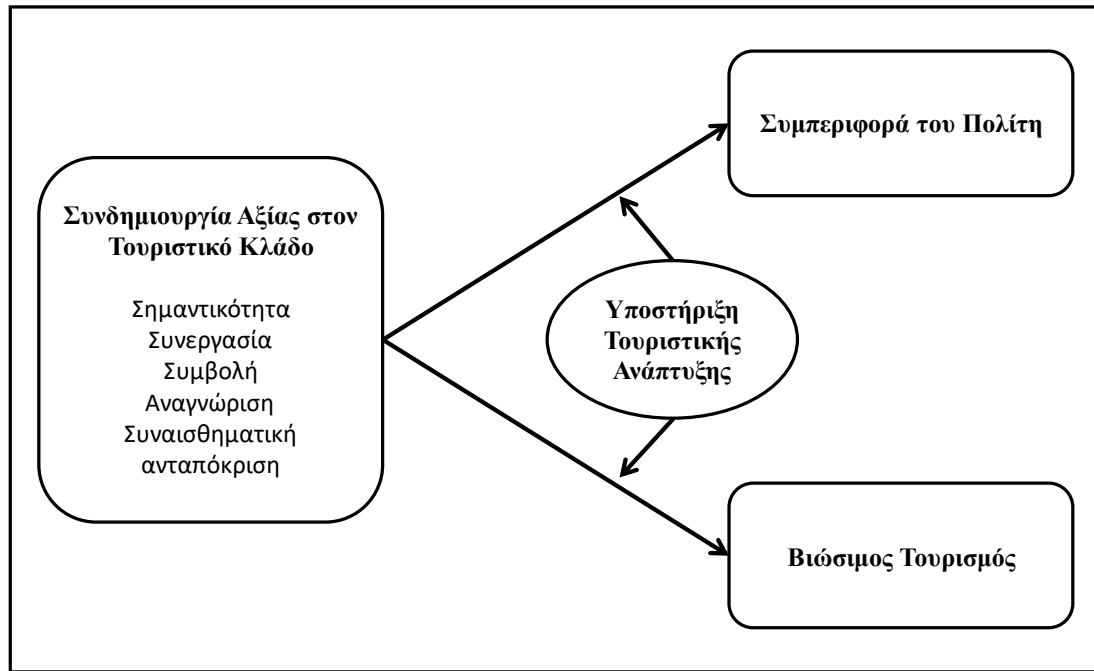 Συμπεριφορά του Πολίτη
Συνδημιουργία Αξίας στον
Τουριστικό Κλάδο
Σημαντικότητα
Συνεργασία
Συμβολή
Αναγνώριση
Συναισθηματική
ανταπόκριση
Υποστήριξη
Τουριστικής
Ανάπτυξης
Βιώσιμος Τουρισμός